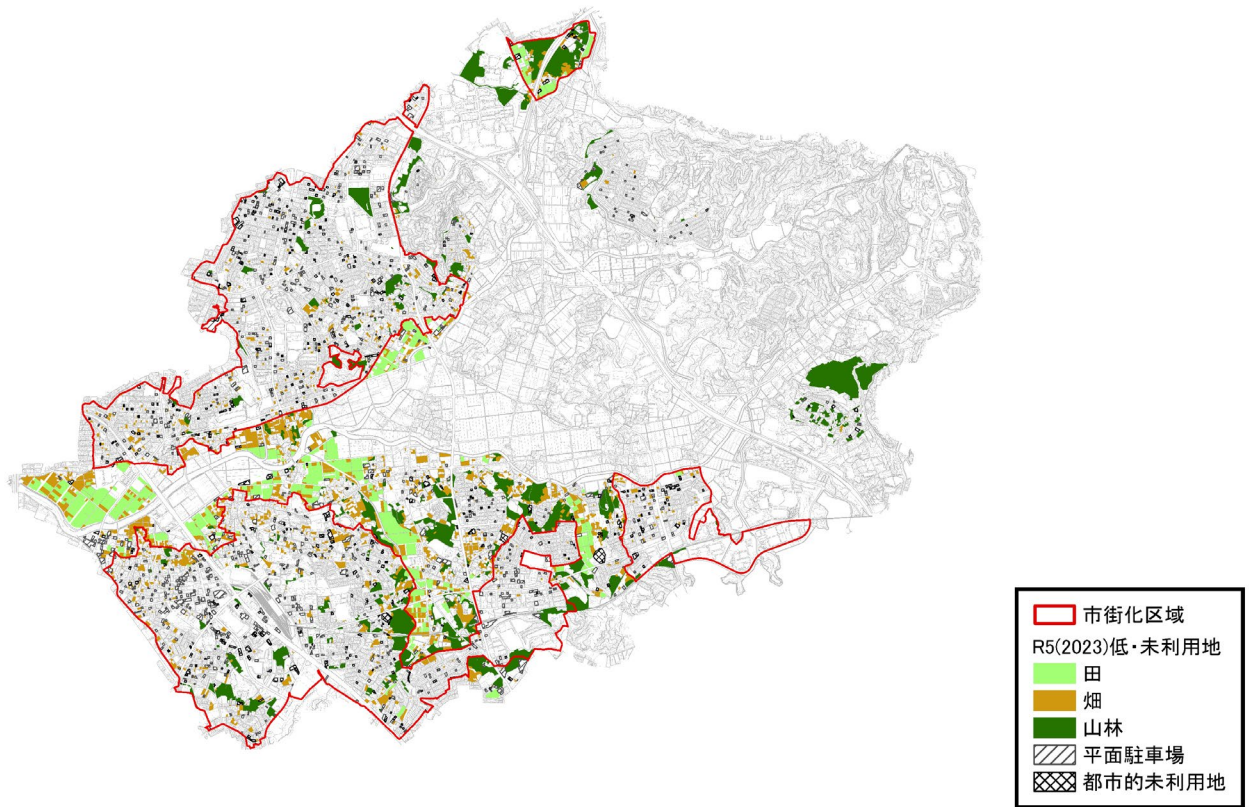 市街化区域
R5(2023)低・未利用地
田
畑
山林
平面駐車場
都市的未利用地